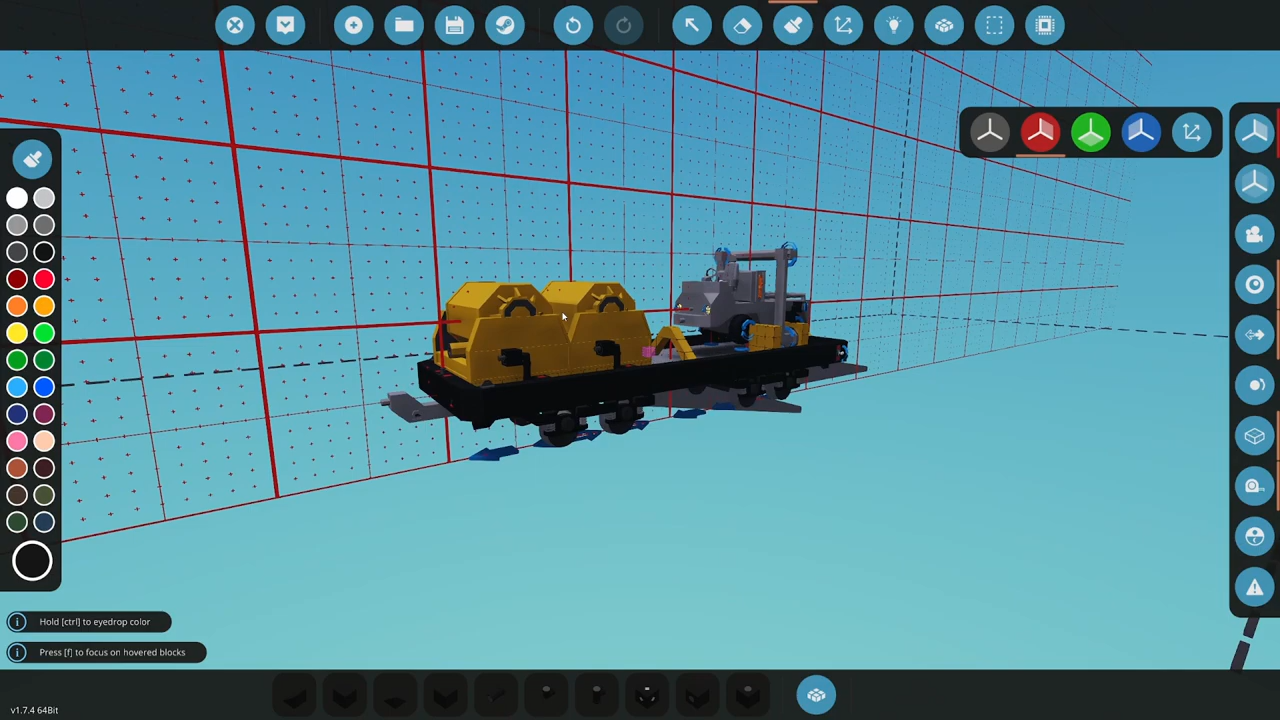 Hold [ctrl] to eyedrop color
Press [f] to focus on hovered blocks
v1.7.4 64Bit